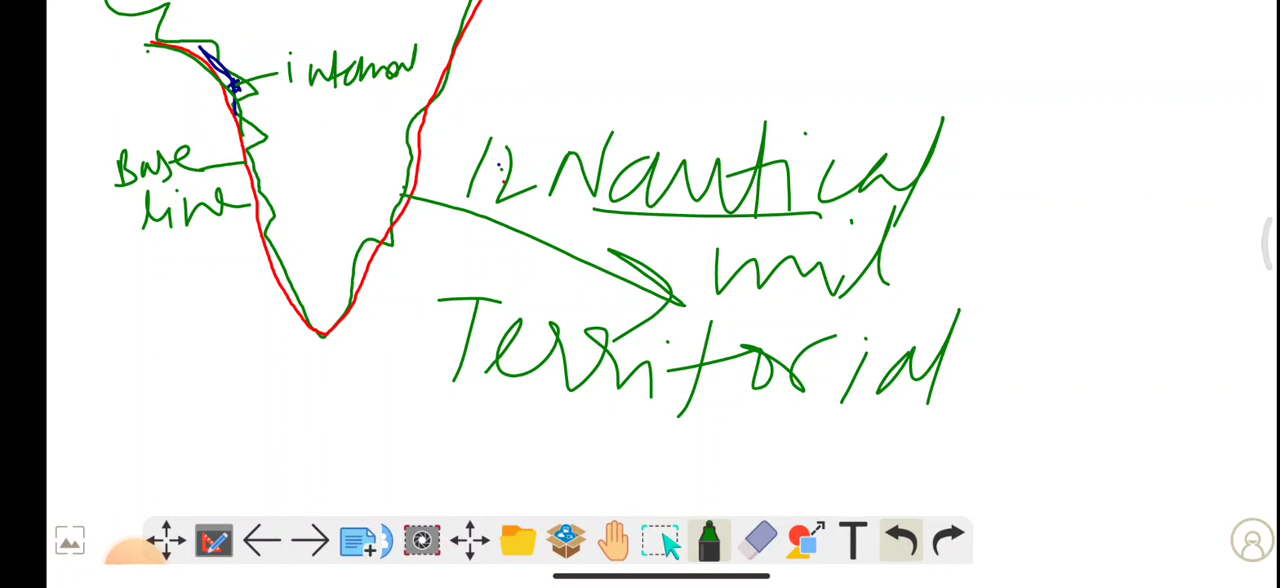 internal
Base
line
12 Nautical
mil
Territorial
T